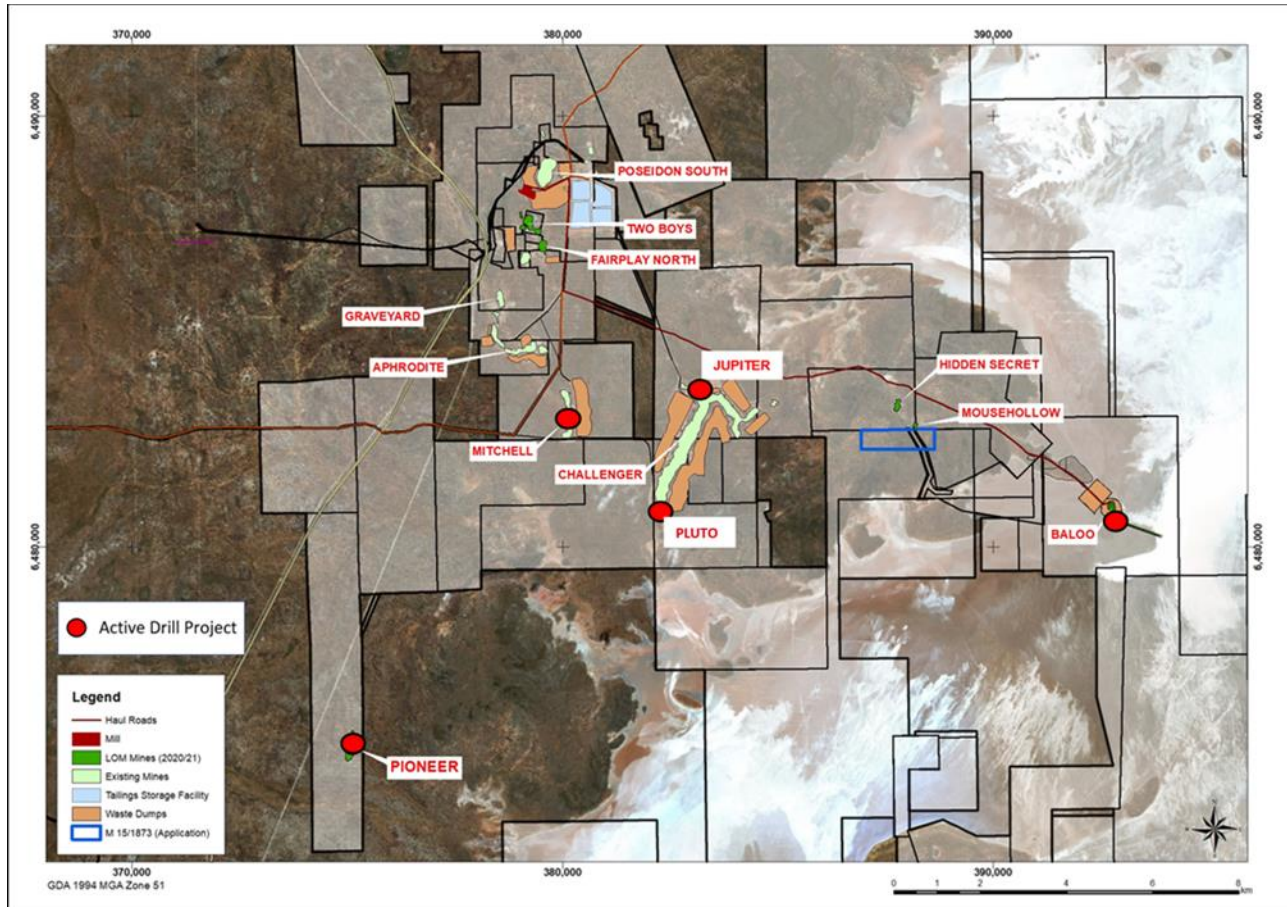 370,000
380,000
390,000
6,490,000
6,490,000
POSEIDON SOUTH
TWO BOYS
FAIRPLAY NORTH
GRAVEYARD
APHRODITE
JUPITER
HIDDEN SECRET
MOUSEHOLLOW
MITCHELL
CHALLENGER
PLUTO
BALOO
6,480,000
6,480,000
Active Drill Project
PIONEER
Legend
Haul Roads
Mill
LOM Mines (2020/21)
Existing Mines
Tailings Storage Facility
Waste Dumps
M 15/1873 (Application)
370,000
380,000
390,000
GDA 1994 MGA Zone 51
0 1 2 4 6 8
km